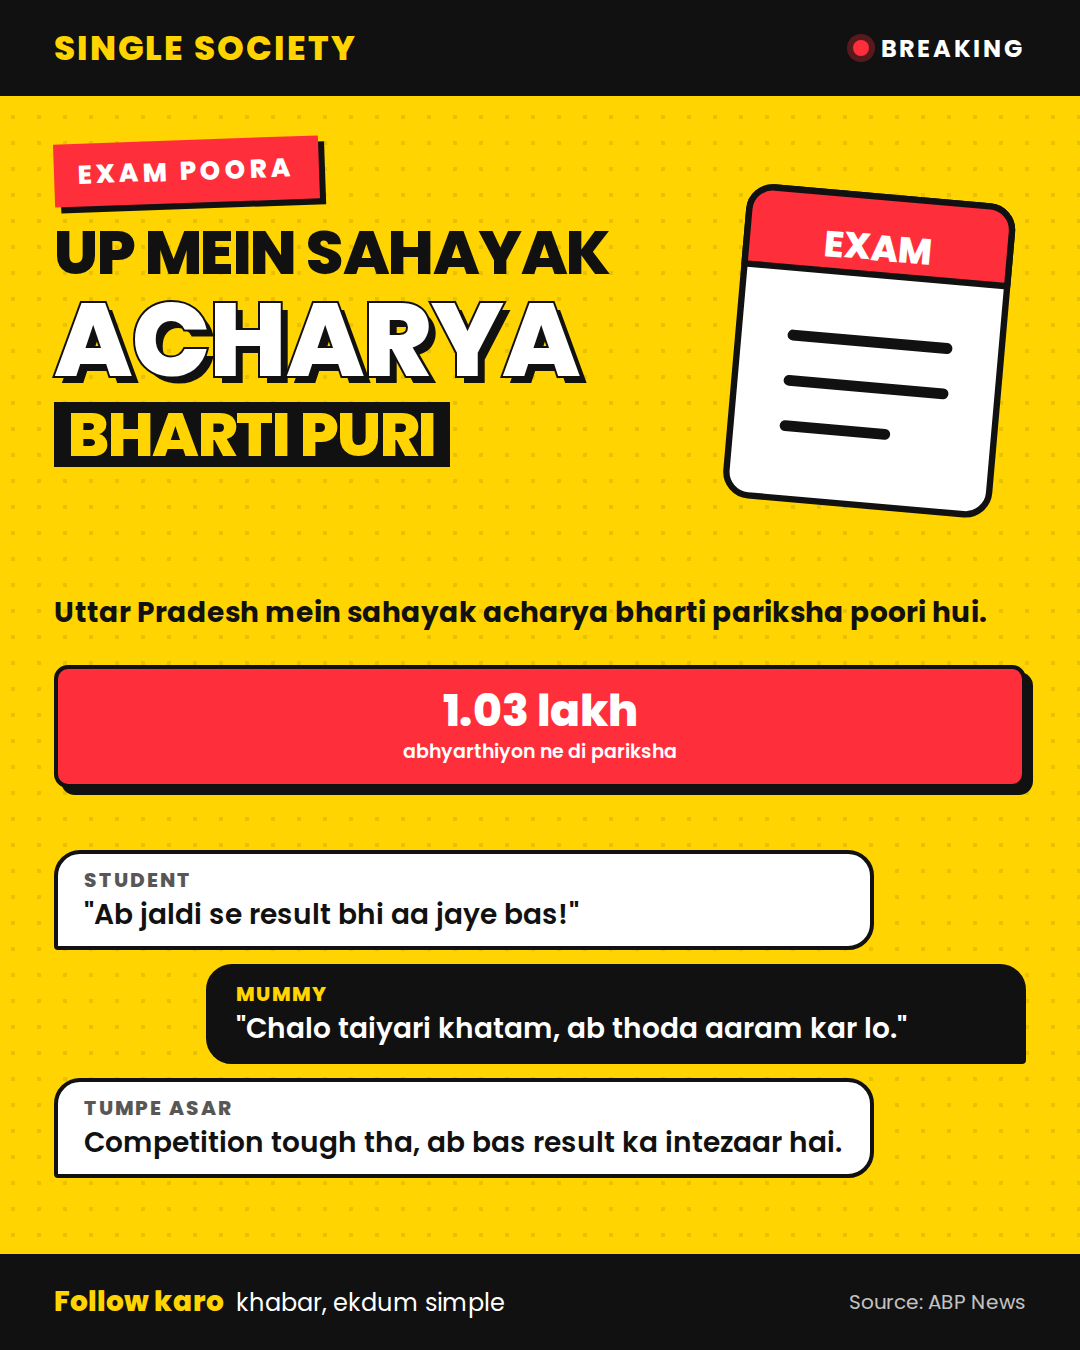 SINGLE SOCIETY
BREAKING
EXAM POORA
UP MEIN SAHAYAK
ACHARYA
BHARTI PURI
EXAM
Uttar Pradesh mein sahayak acharya bharti pariksha poori hui.
1.03 lakh
abhyarthiyon ne di pariksha
STUDENT
"Ab jaldi se result bhi aa jaye bas!"
MUMMY
"Chalo taiyari khatam, ab thoda aaram kar lo."
TUMPE ASAR
Competition tough tha, ab bas result ka intezaar hai.
Follow karo khabar, ekdum simple
Source: ABP News